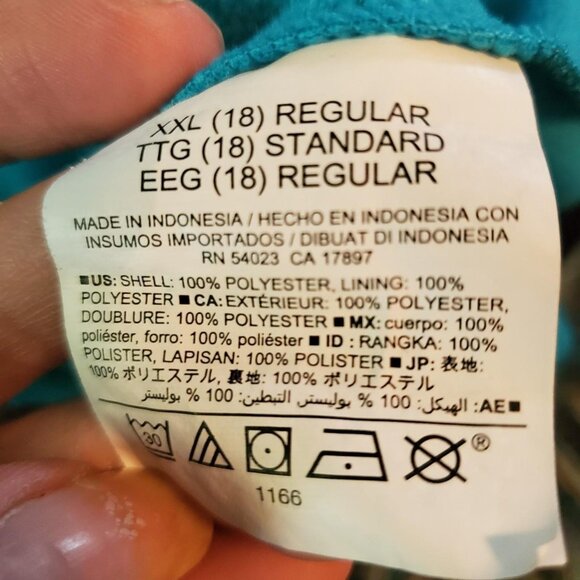 XXL (18) REGULAR
TTG (18) STANDARD
EEG (18) REGULAR
MADE IN INDONESIA / HECHO EN INDONESIA CON
INSUMOS IMPORTADOS / DIBUAT DI INDONESIA
RN 54023 CA 17897
■US: SHELL: 100% POLYESTER, LINING: 100%
POLYESTER ■ CA: EXTÉRIEUR: 100% POLYESTER,
DOUBLURE: 100% POLYESTER ■ MX: cuerpo: 100%
poliéster, forro: 100% poliéster ■ ID : RANGKA: 100%
POLISTER, LAPISAN: 100% POLISTER ■ JP: 表地:
100% ポリエステル, 裏地: 100% ポリエステル
■AE: الهيكل: 100 % بوليستر, التبطين: 100 % بوليستر
30 ®
1166